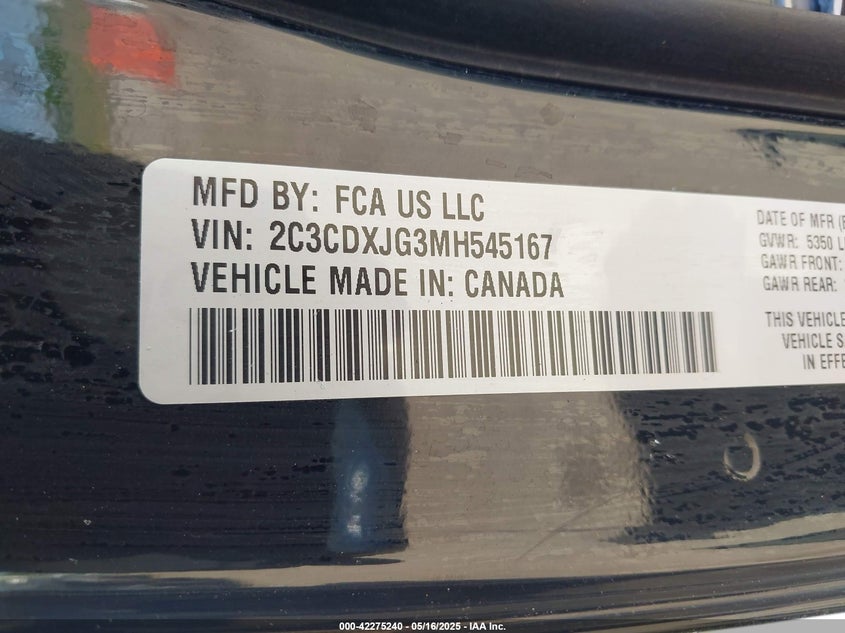 MFD BY: FCA US LLC
VIN: 2C3CDXJG3MH545167
VEHICLE MADE IN: CANADA
DATE OF MFR
GVWR: 5350
GAWR FRONT:
GAWR REAR:
THIS VEHICLE
VEHICLE
IN
000-42275240 - 05/16/2025 - IAA Inc.